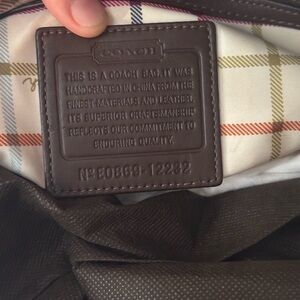 COACH
THIS IS A COACH BAG. IT WAS
HANDCRAFTED IN CHINA FROM THE
FINEST MATERIALS AND LEATHER.
ITS SUPERIOR CRAFTSMANSHIP
REFLECTS OUR COMMITMENT TO
ENDURING QUALITY.
Nº E0869-12232